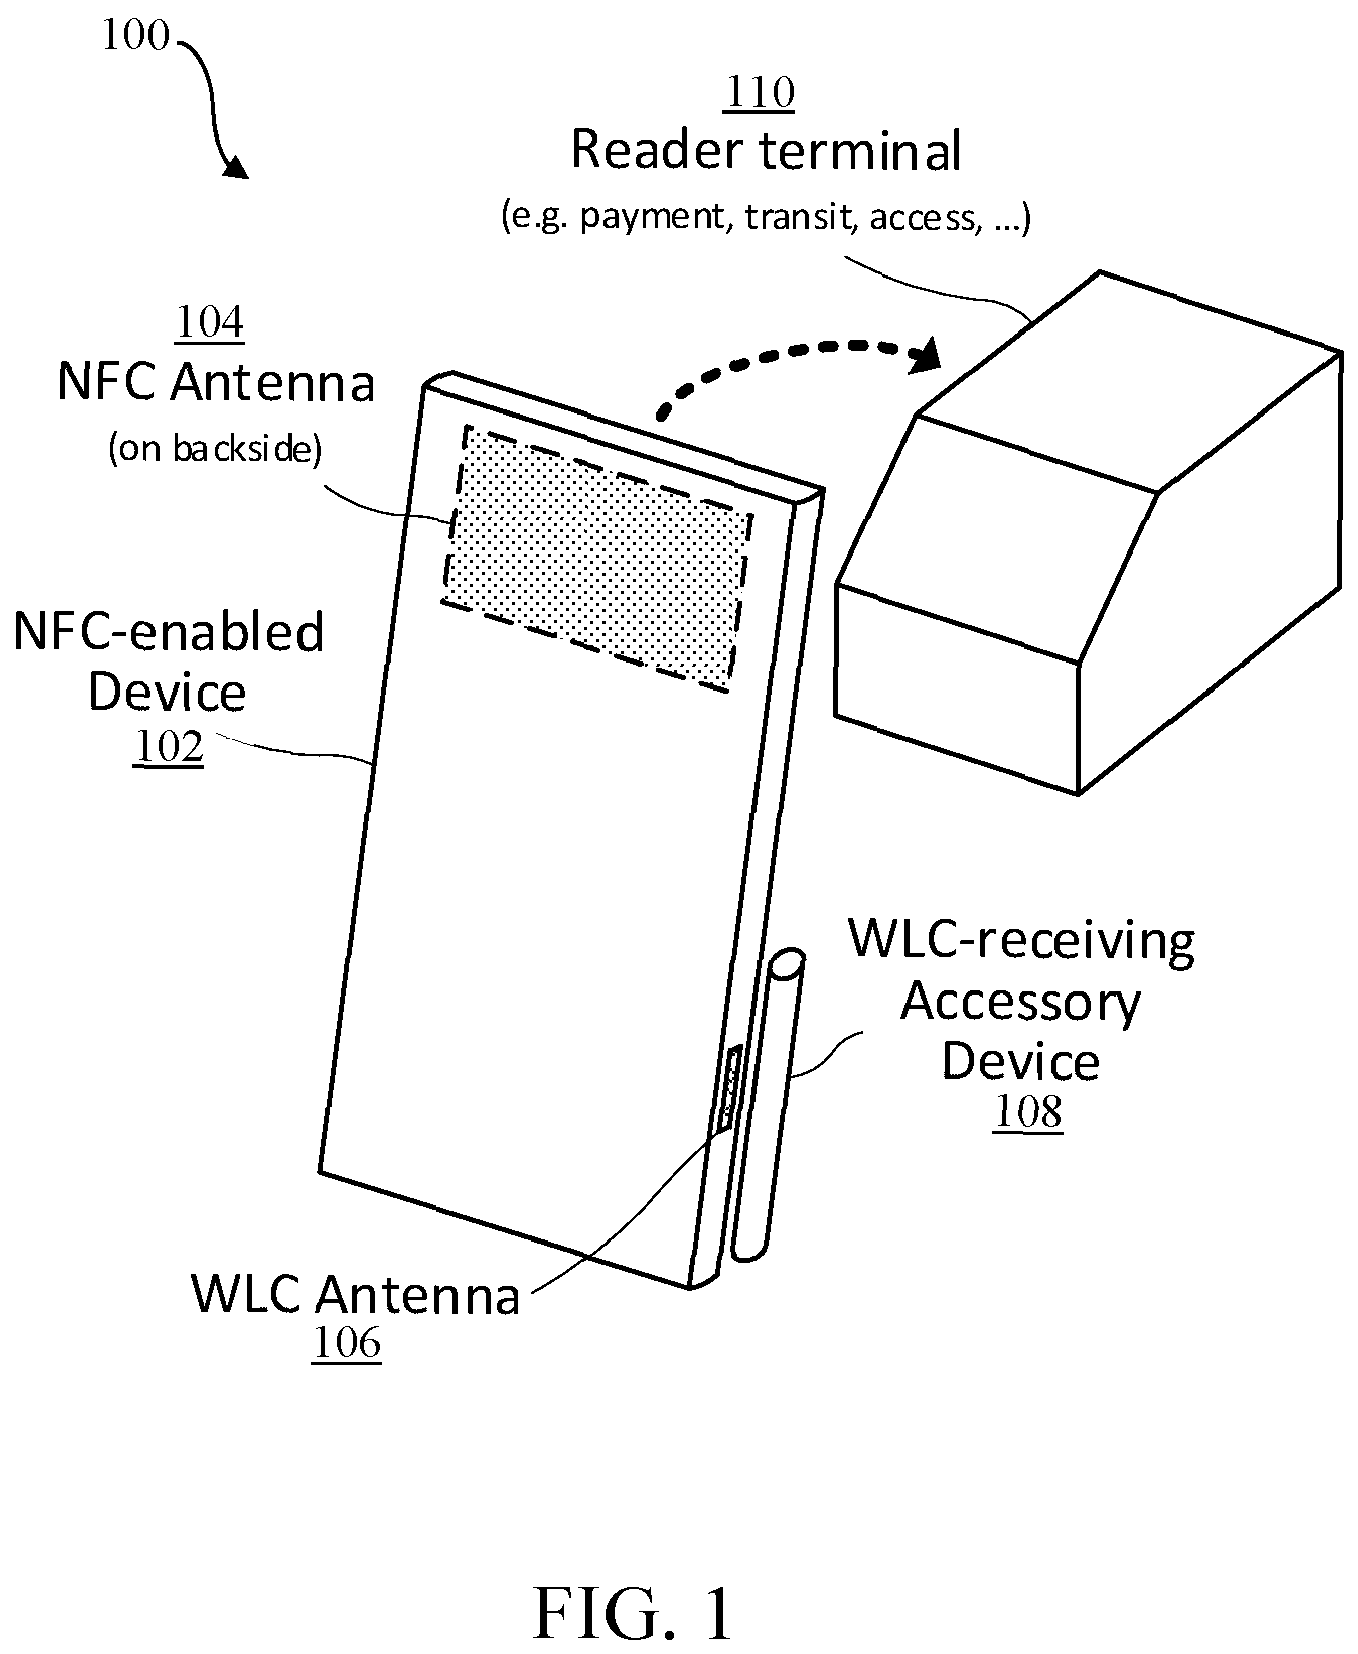 100
110
Reader terminal
(e.g. payment, transit, access, ...)
104
NFC Antenna
(on backside)
NFC-enabled
Device
102
WLC-receiving
Accessory
Device
108
WLC Antenna
106
FIG. 1